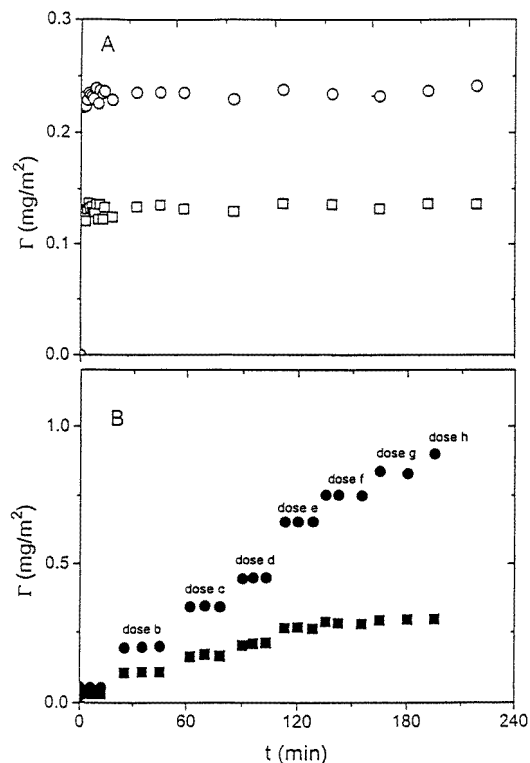 0.3
A
0.2
Γ (mg/m²)
0.1
0.0
B
1.0
dose h
dose g
dose f
dose e
Γ (mg/m²)
0.5
dose d
dose c
dose b
0.0
0
60
120
180
240
t (min)